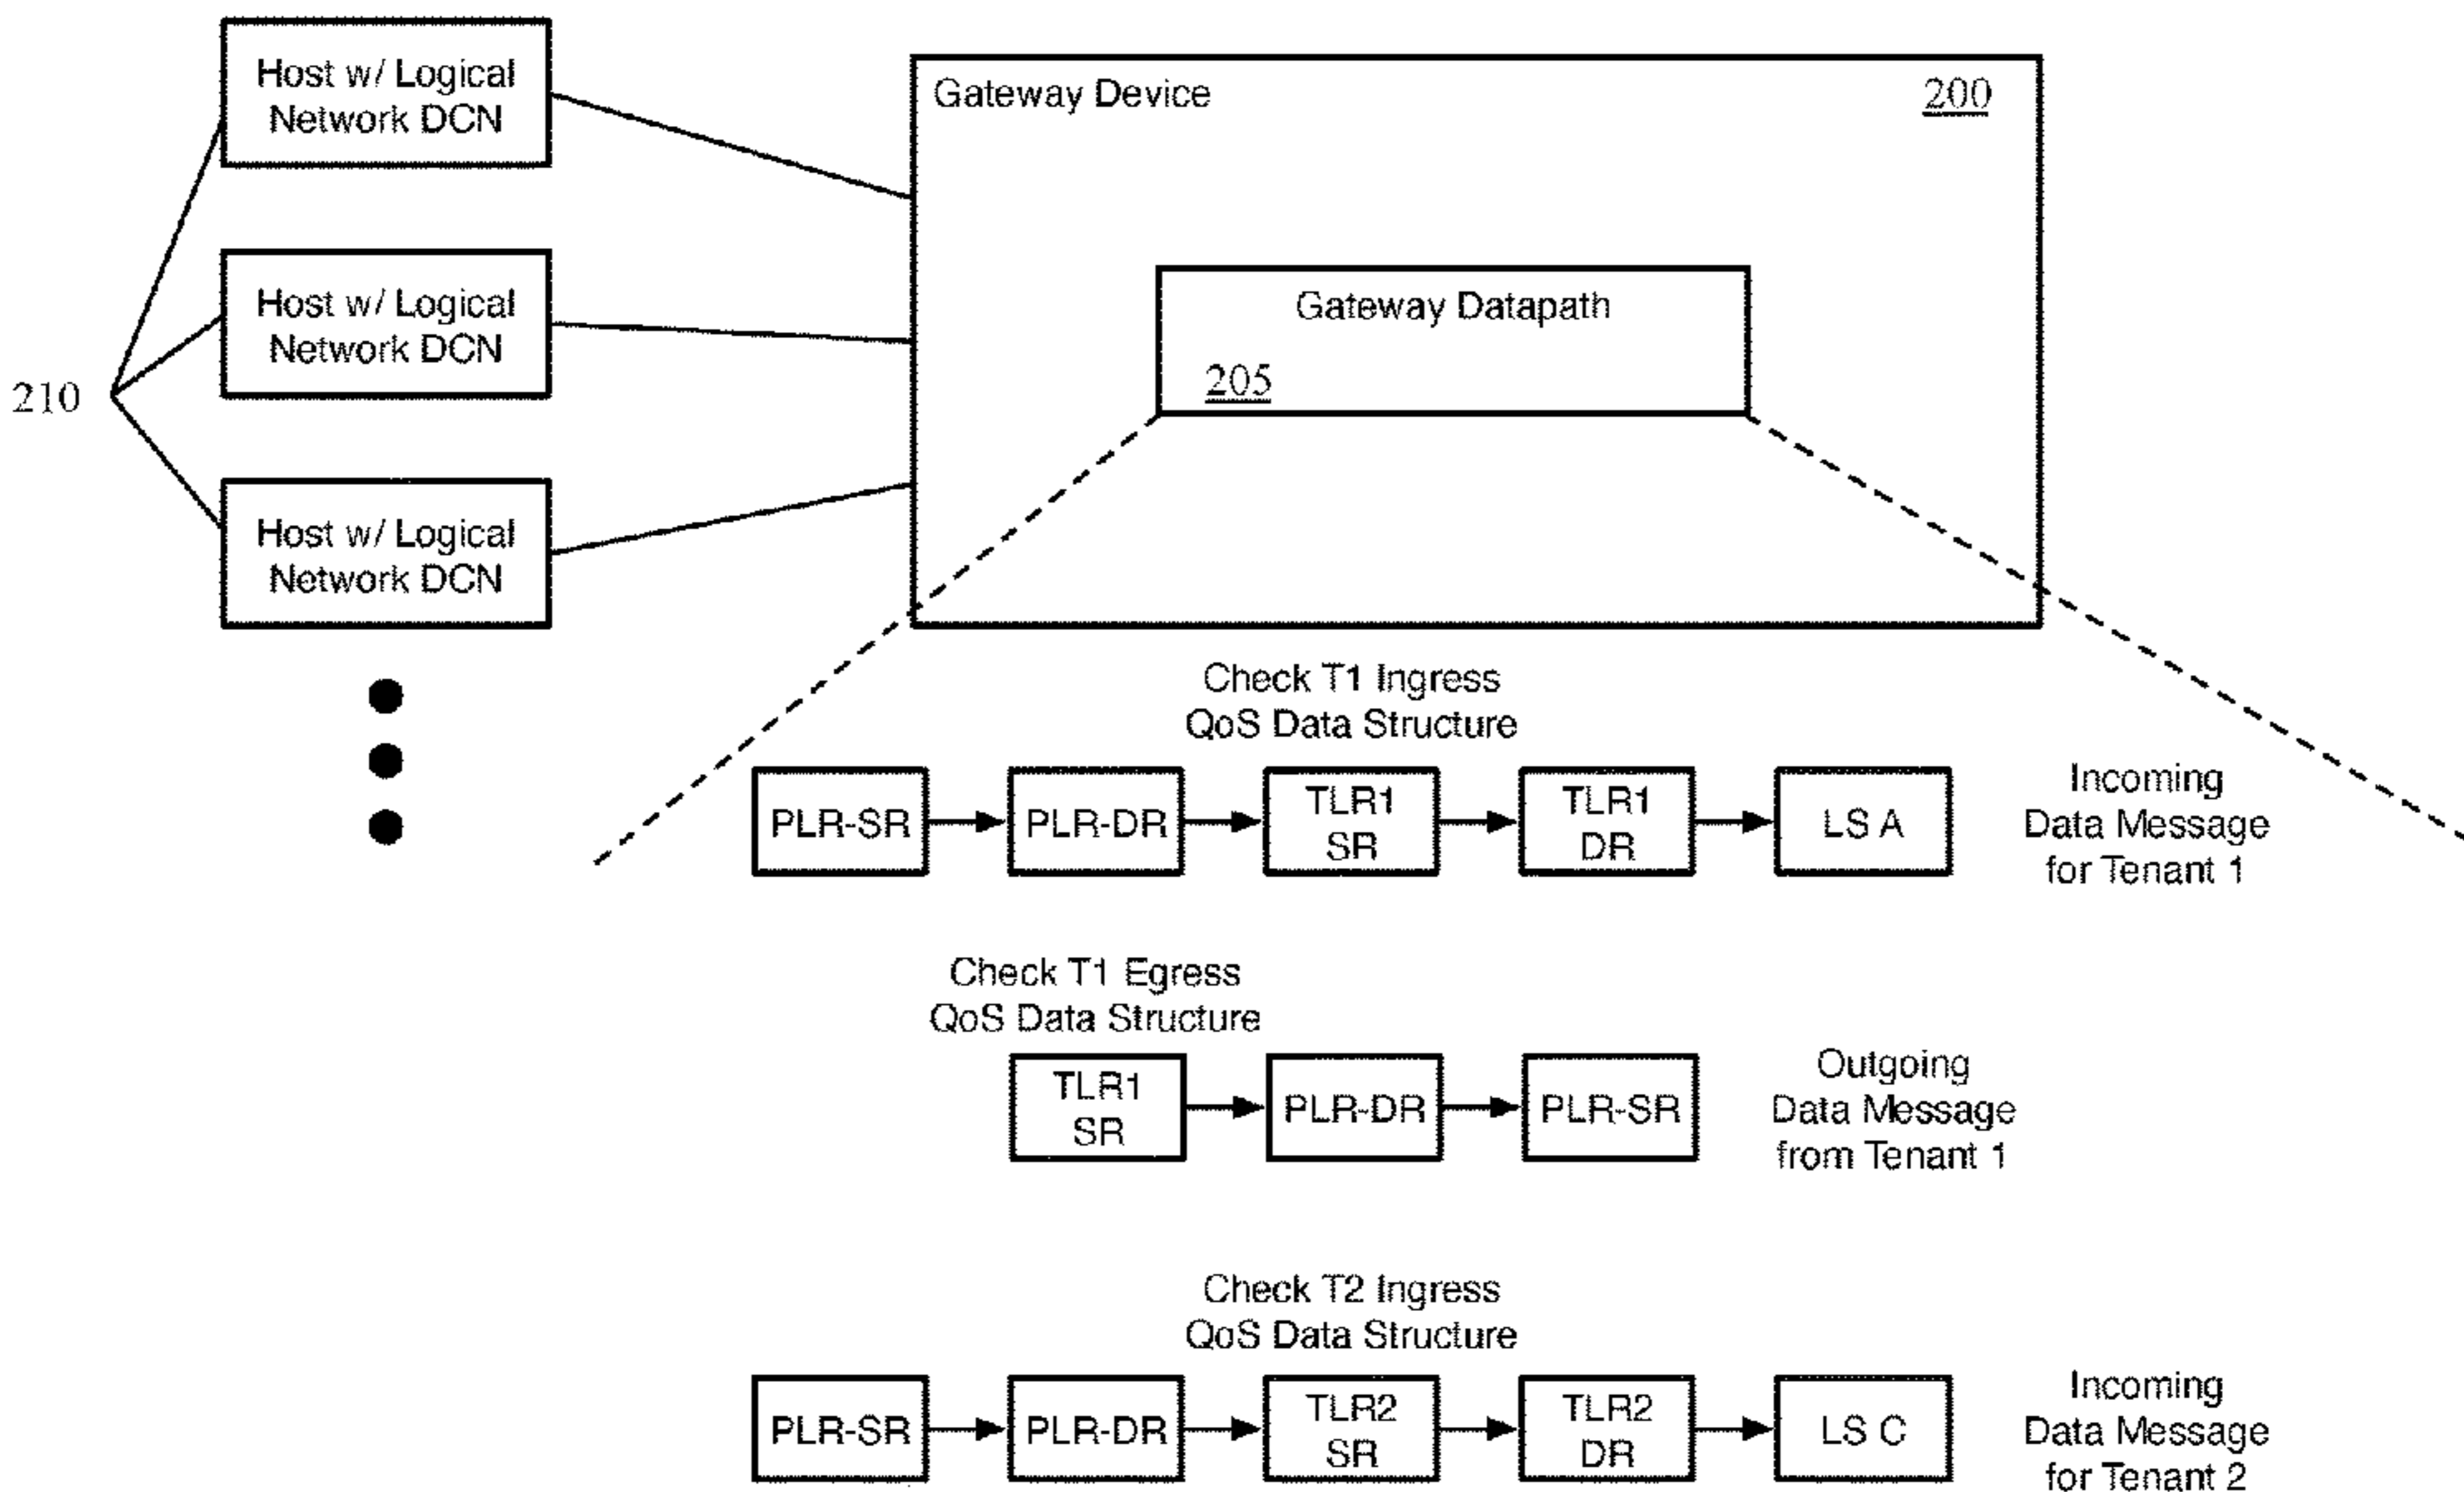 Host w/ Logical
Network DCN
Gateway Device
200
Host w/ Logical
Network DCN
Gateway Datapath
205
210
Host w/ Logical
Network DCN
Check T1 Ingress
QoS Data Structure
PLR-SR
PLR-DR
TLR1
SR
TLR1
DR
LS A
Incoming
Data Message
for Tenant 1
Check T1 Egress
QoS Data Structure
TLR1
SR
PLR-DR
PLR-SR
Outgoing
Data Message
from Tenant 1
Check T2 Ingress
QoS Data Structure
PLR-SR
PLR-DR
TLR2
SR
TLR2
DR
LS C
Incoming
Data Message
for Tenant 2